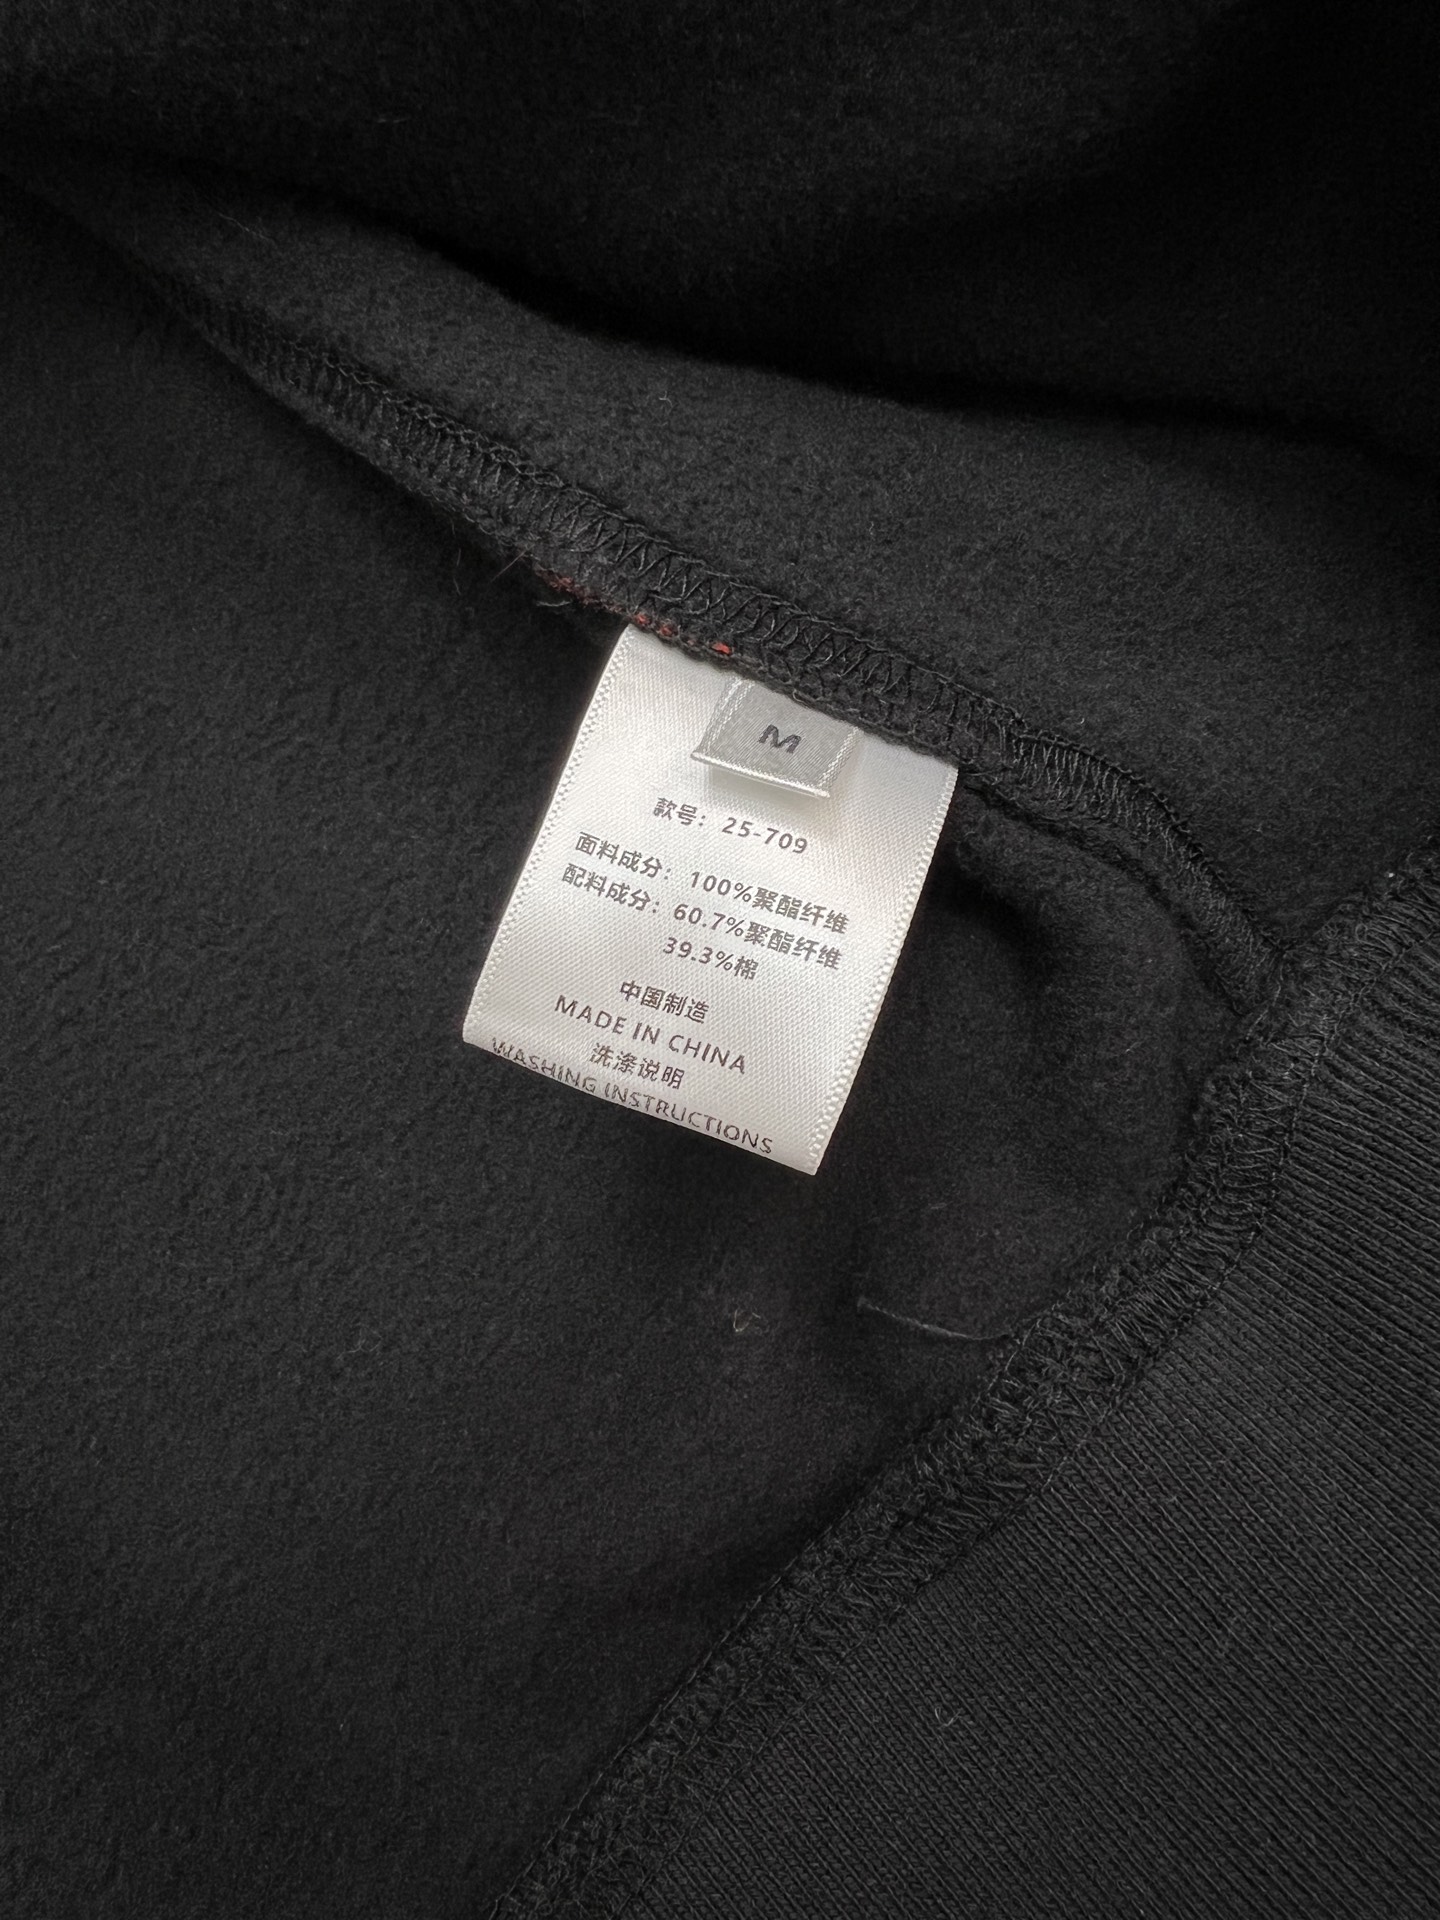 M
款号：25-709
面料成分：100%聚酯纤维
配料成分：60.7%聚酯纤维
39.3%棉
中国制造
MADE IN CHINA
洗涤说明
WASHING INSTRUCTIONS